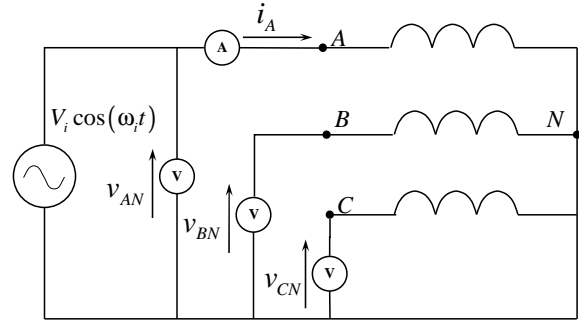 i_A
A
A
V_i cos(ω_i t)
B
N
v_AN
V
V
v_BN
C
v_CN
V